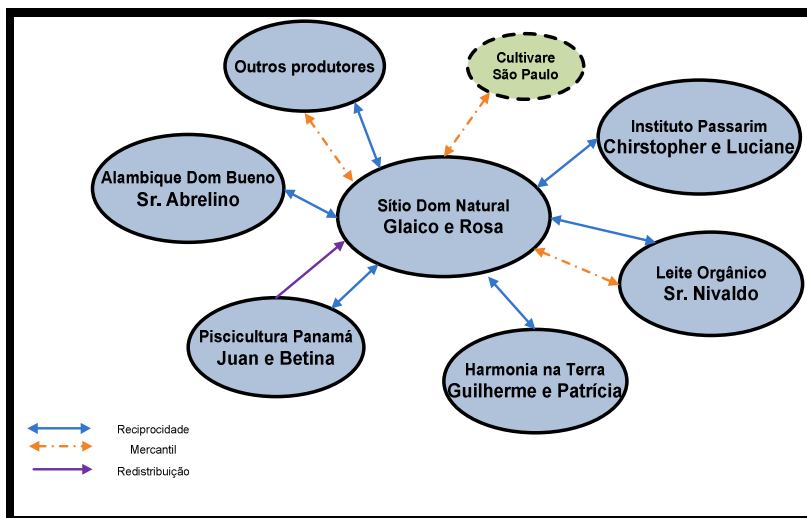 Outros produtores
Cultivare
São Paulo
Instituto Passarim
Chirstopher e Luciane
Alambique Dom Bueno
Sr. Abrelino
Sítio Dom Natural
Glaico e Rosa
Leite Orgânico
Sr. Nivaldo
Piscicultura Panamá
Juan e Betina
Harmonia na Terra
Guilherme e Patrícia
Reciprocidade
Mercantil
Redistribuição